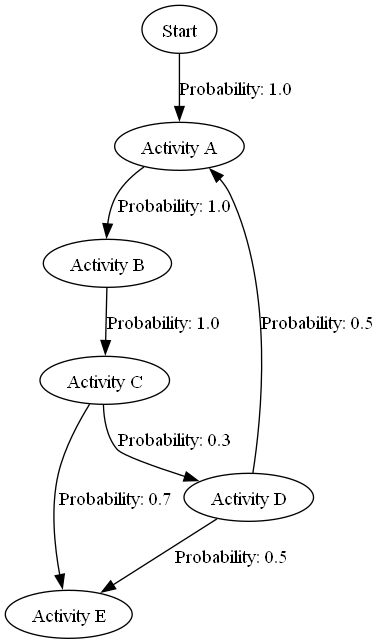 Start
Probability: 1.0
Activity A
Probability: 1.0
Activity B
Probability: 1.0
Probability: 0.5
Activity C
Probability: 0.3
Probability: 0.7
Activity D
Probability: 0.5
Activity E